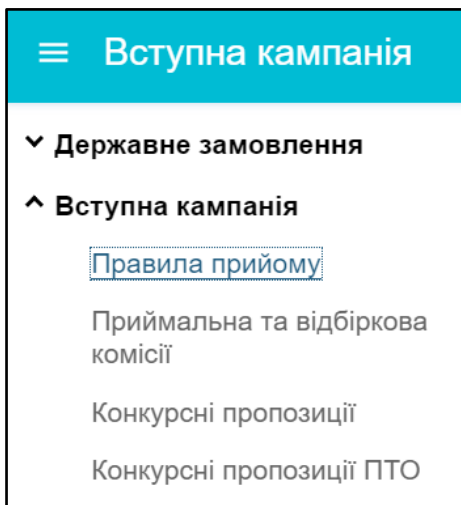 Вступна кампанія
Державне замовлення
Вступна кампанія
Правила прийому
Приймальна та відбіркова
комісії
Конкурсні пропозиції
Конкурсні пропозиції ПТО